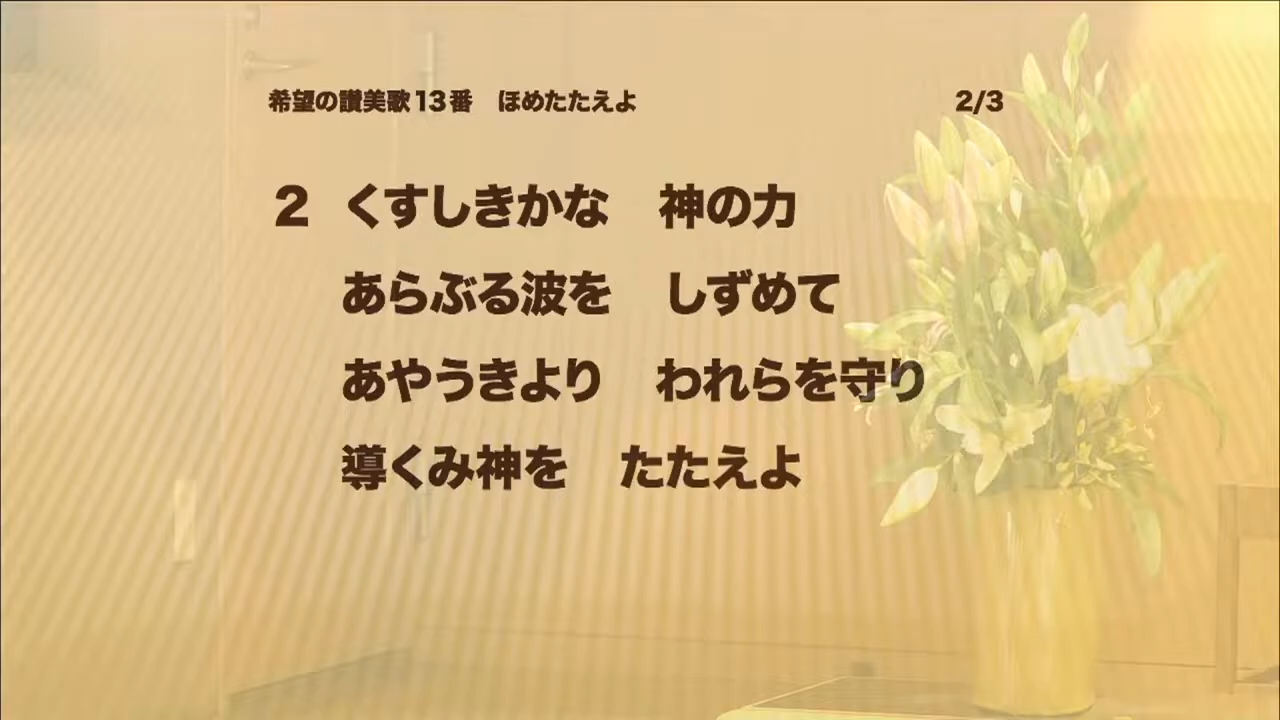 希望の讃美歌13番　ほめたたえよ　2/3
2 くすしきかな　神の力
あらぶる波を　しずめて
あやうきより　われらを守り
導くみ神を　たたえよ